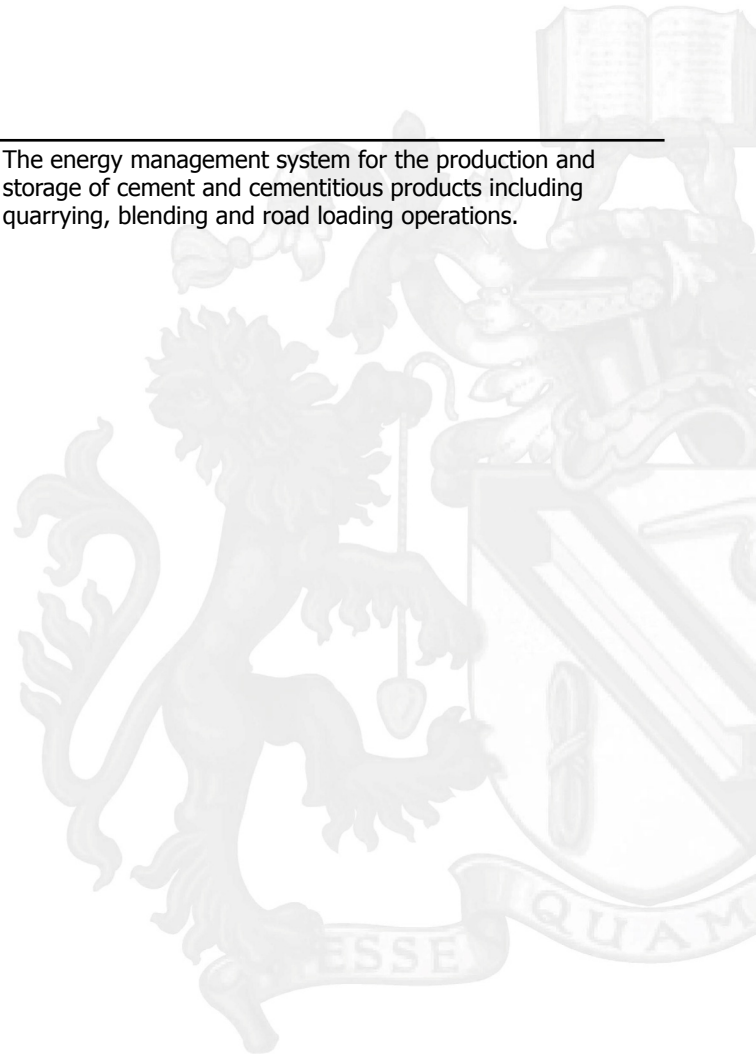 The energy management system for the production and
storage of cement and cementitious products including
quarrying, blending and road loading operations.
ESSE
QUAM